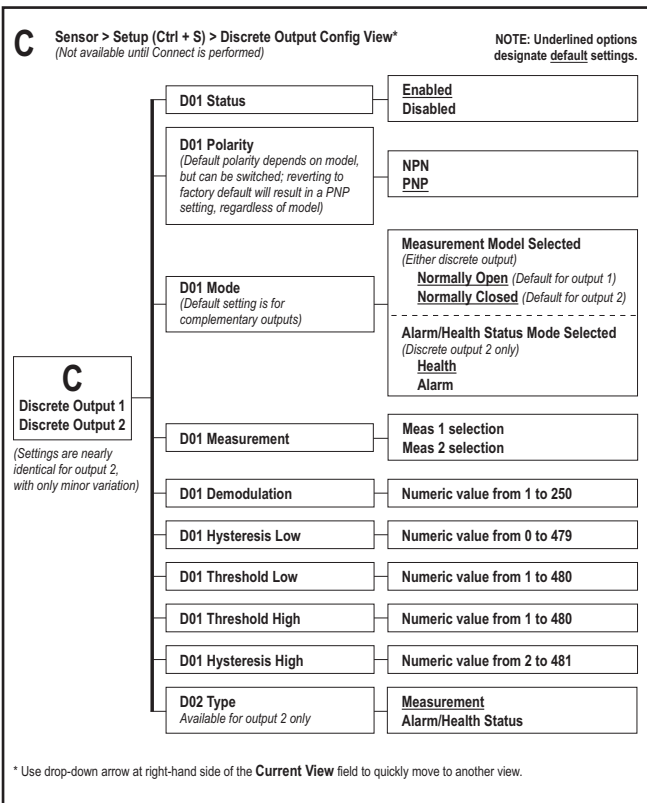 C
Sensor > Setup (Ctrl + S) > Discrete Output Config View*
(Not available until Connect is performed)
NOTE: Underlined options
designate default settings.
D01 Status
Enabled
Disabled
D01 Polarity
(Default polarity depends on model,
but can be switched; reverting to
factory default will result in a PNP
setting, regardless of model)
NPN
PNP
D01 Mode
(Default setting is for
complementary outputs)
Measurement Model Selected
(Either discrete output)
Normally Open (Default for output 1)
Normally Closed (Default for output 2)
Alarm/Health Status Mode Selected
(Discrete output 2 only)
Health
Alarm
C
Discrete Output 1
Discrete Output 2
(Settings are nearly
identical for output 2,
with only minor variation)
D01 Measurement
Meas 1 selection
Meas 2 selection
D01 Demodulation
Numeric value from 1 to 250
D01 Hysteresis Low
Numeric value from 0 to 479
D01 Threshold Low
Numeric value from 1 to 480
D01 Threshold High
Numeric value from 1 to 480
D01 Hysteresis High
Numeric value from 2 to 481
D02 Type
Available for output 2 only
Measurement
Alarm/Health Status
* Use drop-down arrow at right-hand side of the Current View field to quickly move to another view.